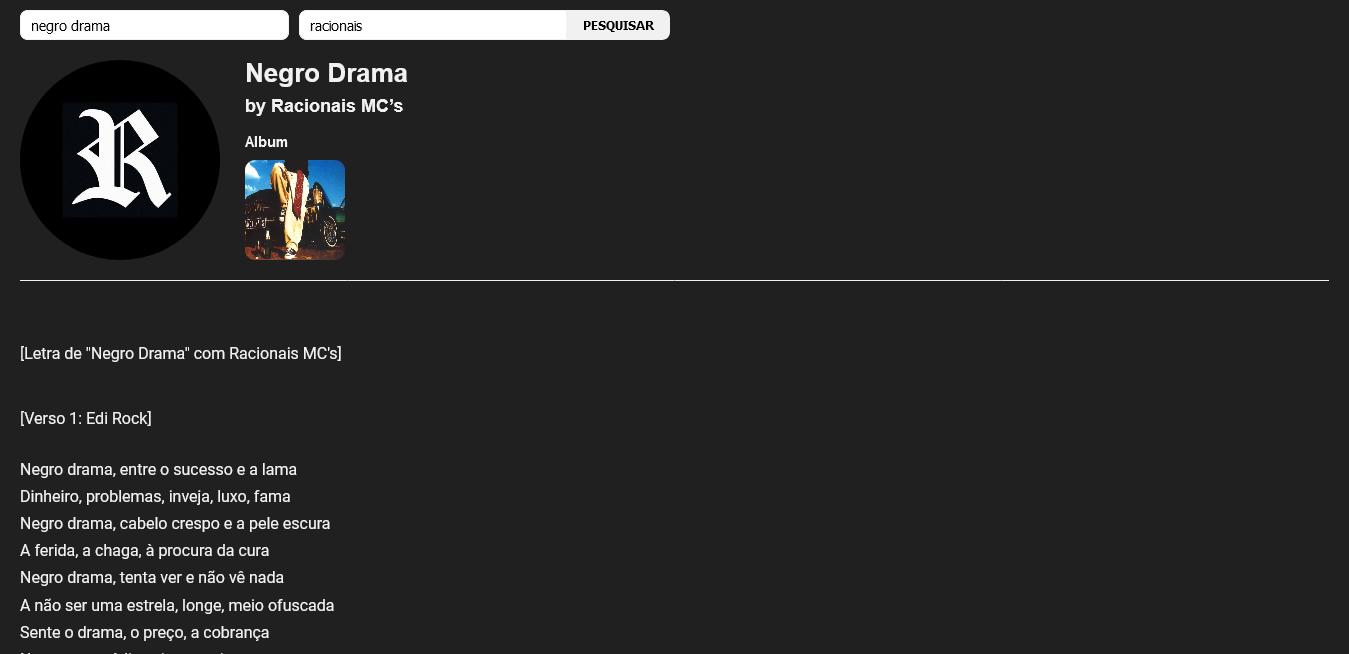 negro drama
racionais
PESQUISAR
Negro Drama
by Racionais MC’s
Album
R
[Letra de "Negro Drama" com Racionais MC's]
[Verso 1: Edi Rock]
Negro drama, entre o sucesso e a lama
Dinheiro, problemas, inveja, luxo, fama
Negro drama, cabelo crespo e a pele escura
A ferida, a chaga, à procura da cura
Negro drama, tenta ver e não vê nada
A não ser uma estrela, longe, meio ofuscada
Sente o drama, o preço, a cobrança